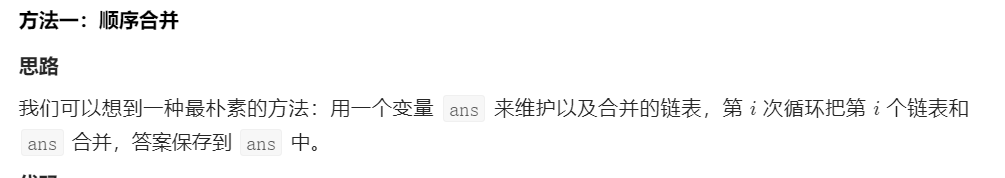 方法一：顺序合并
思路
我们可以想到一种最朴素的方法：用一个变量 ans 来维护以及合并的链表，第 i 次循环把第 i 个链表和
ans 合并，答案保存到 ans 中。